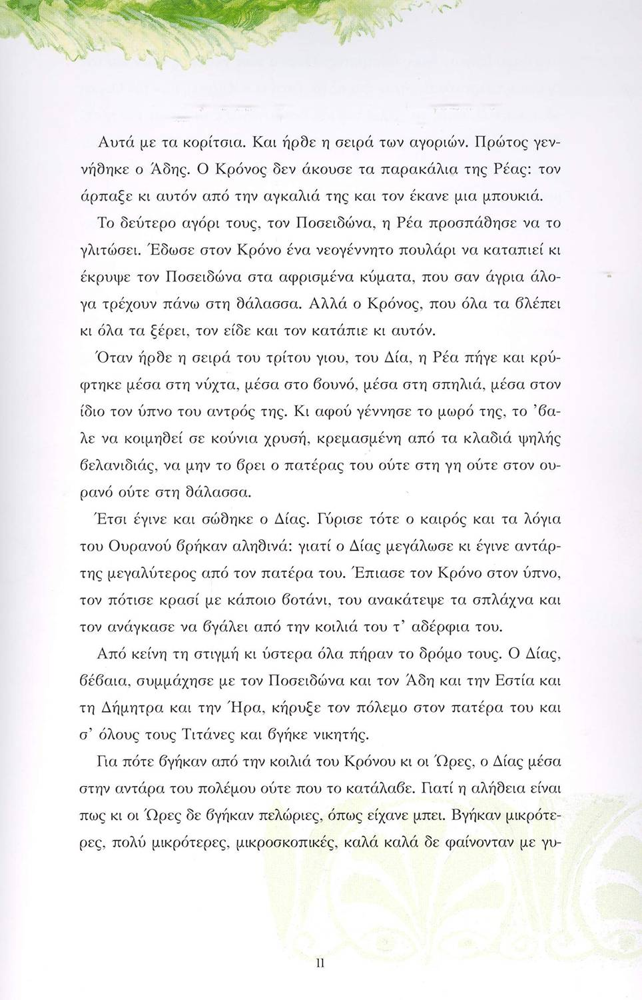 Αυτά με τα κορίτσια. Και ήρθε η σειρά των αγοριών. Πρώτος γεν-
νήθηκε ο Άδης. Ο Κρόνος δεν άκουσε τα παρακάλια της Ρέας: τον
άρπαξε κι αυτόν από την αγκαλιά της και τον έκανε μια μπουκιά.
Το δεύτερο αγόρι τους, τον Ποσειδώνα, η Ρέα προσπάθησε να το
γλιτώσει. Έδωσε στον Κρόνο ένα νεογέννητο πουλάρι να καταπιεί κι
έκρυψε τον Ποσειδώνα στα αφρισμένα κύματα, που σαν άγρια άλο-
γα τρέχουν πάνω στη θάλασσα. Αλλά ο Κρόνος, που όλα τα βλέπει
κι όλα τα ξέρει, τον είδε και τον κατάπιε κι αυτόν.
Όταν ήρθε η σειρά του τρίτου γιου, του Δία, η Ρέα πήγε και κρύ-
φτηκε μέσα στη νύχτα, μέσα στο βουνό, μέσα στη σπηλιά, μέσα στον
ίδιο τον ύπνο του αντρός της. Κι αφού γέννησε το μωρό της, το ’βα-
λε να κοιμηθεί σε κούνια χρυσή, κρεμασμένη από τα κλαδιά ψηλής
βελανιδιάς, να μην το βρει ο πατέρας του ούτε στη γη ούτε στον ου-
ρανό ούτε στη θάλασσα.
Έτσι έγινε και σώθηκε ο Δίας. Γύρισε τότε ο καιρός και τα λόγια
του Ουρανού βρήκαν αληθινά: γιατί ο Δίας μεγάλωσε κι έγινε αντάρ-
της μεγαλύτερος από τον πατέρα του. Έπιασε τον Κρόνο στον ύπνο,
τον πότισε κρασί με κάποιο βοτάνι, του ανακάτεψε τα σπλάχνα και
τον ανάγκασε να βγάλει από την κοιλιά του τ’ αδέρφια του.
Από κείνη τη στιγμή κι ύστερα όλα πήραν το δρόμο τους. Ο Δίας,
βέβαια, συμμάχησε με τον Ποσειδώνα και τον Άδη και την Εστία και
τη Δήμητρα και την Ήρα, κήρυξε τον πόλεμο στον πατέρα του και
σ’ όλους τους Τιτάνες και βγήκε νικητής.
Για πότε βγήκαν από την κοιλιά του Κρόνου κι οι Ώρες, ο Δίας μέσα
στην αντάρα του πολέμου ούτε που το κατάλαβε. Γιατί η αλήθεια είναι
πως κι οι Ώρες δε βγήκαν πελώριες, όπως είχανε μπει. Βγήκαν μικρότε-
ρες, πολύ μικρότερες, μικροσκοπικές, καλά καλά δε φαίνονταν με γυ-
11